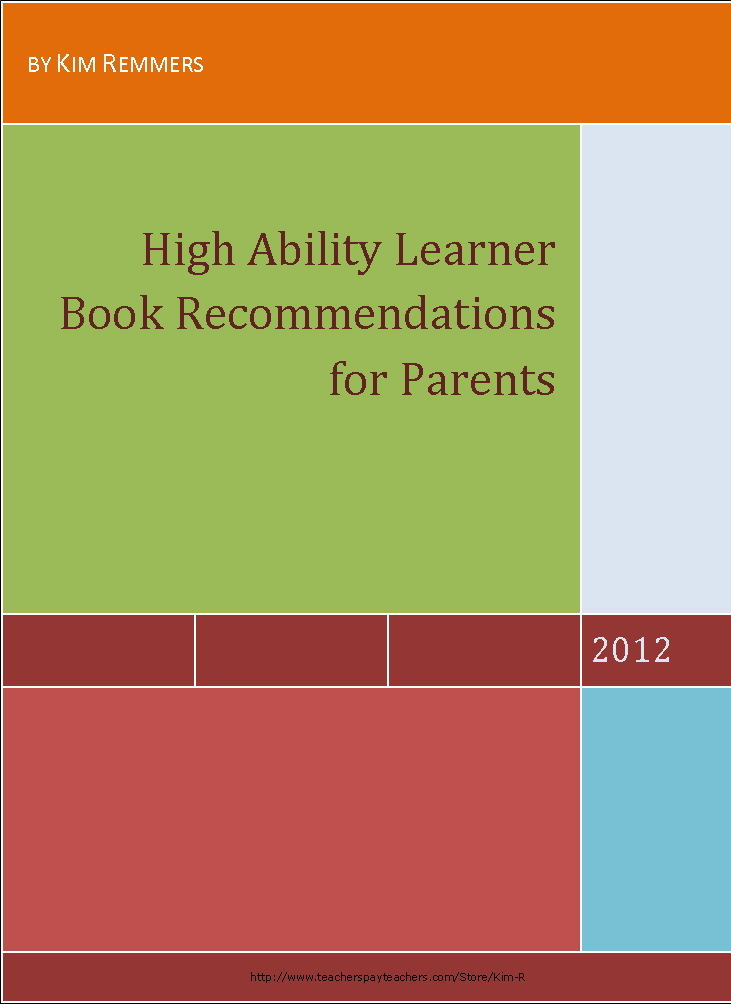 BY KIM REMMERS
High Ability Learner
Book Recommendations
for Parents
2012
http://www.teacherspayteachers.com/Store/Kim-R